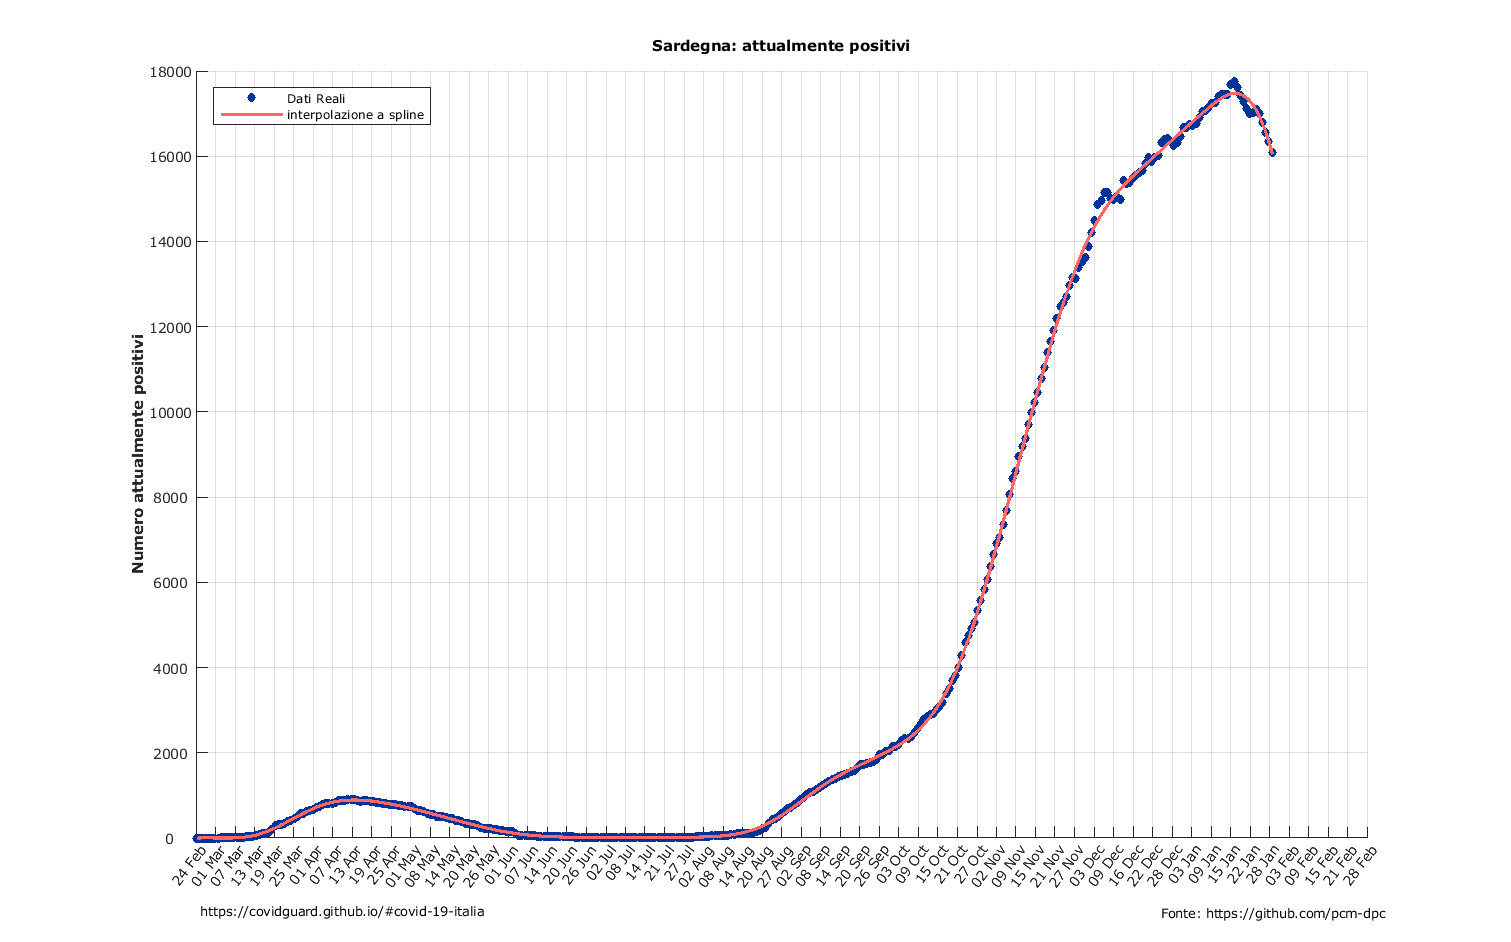 Sardegna: attualmente positivi
Dati Reali
interpolazione a spline
Numero attualmente positivi
18000
16000
14000
12000
10000
8000
6000
4000
2000
0
24 Feb
01 Mar
07 Mar
13 Mar
19 Mar
25 Mar
01 Apr
07 Apr
13 Apr
19 Apr
25 Apr
01 May
08 May
14 May
20 May
26 May
01 Jun
07 Jun
14 Jun
20 Jun
26 Jun
02 Jul
08 Jul
14 Jul
21 Jul
27 Jul
02 Aug
08 Aug
14 Aug
20 Aug
27 Aug
02 Sep
08 Sep
14 Sep
20 Sep
26 Sep
03 Oct
09 Oct
15 Oct
21 Oct
27 Oct
02 Nov
09 Nov
15 Nov
21 Nov
27 Nov
03 Dec
09 Dec
16 Dec
22 Dec
28 Dec
03 Jan
09 Jan
15 Jan
22 Jan
28 Jan
03 Feb
09 Feb
15 Feb
21 Feb
28 Feb
https://covidguard.github.io/#covid-19-italia
Fonte: https://github.com/pcm-dpc